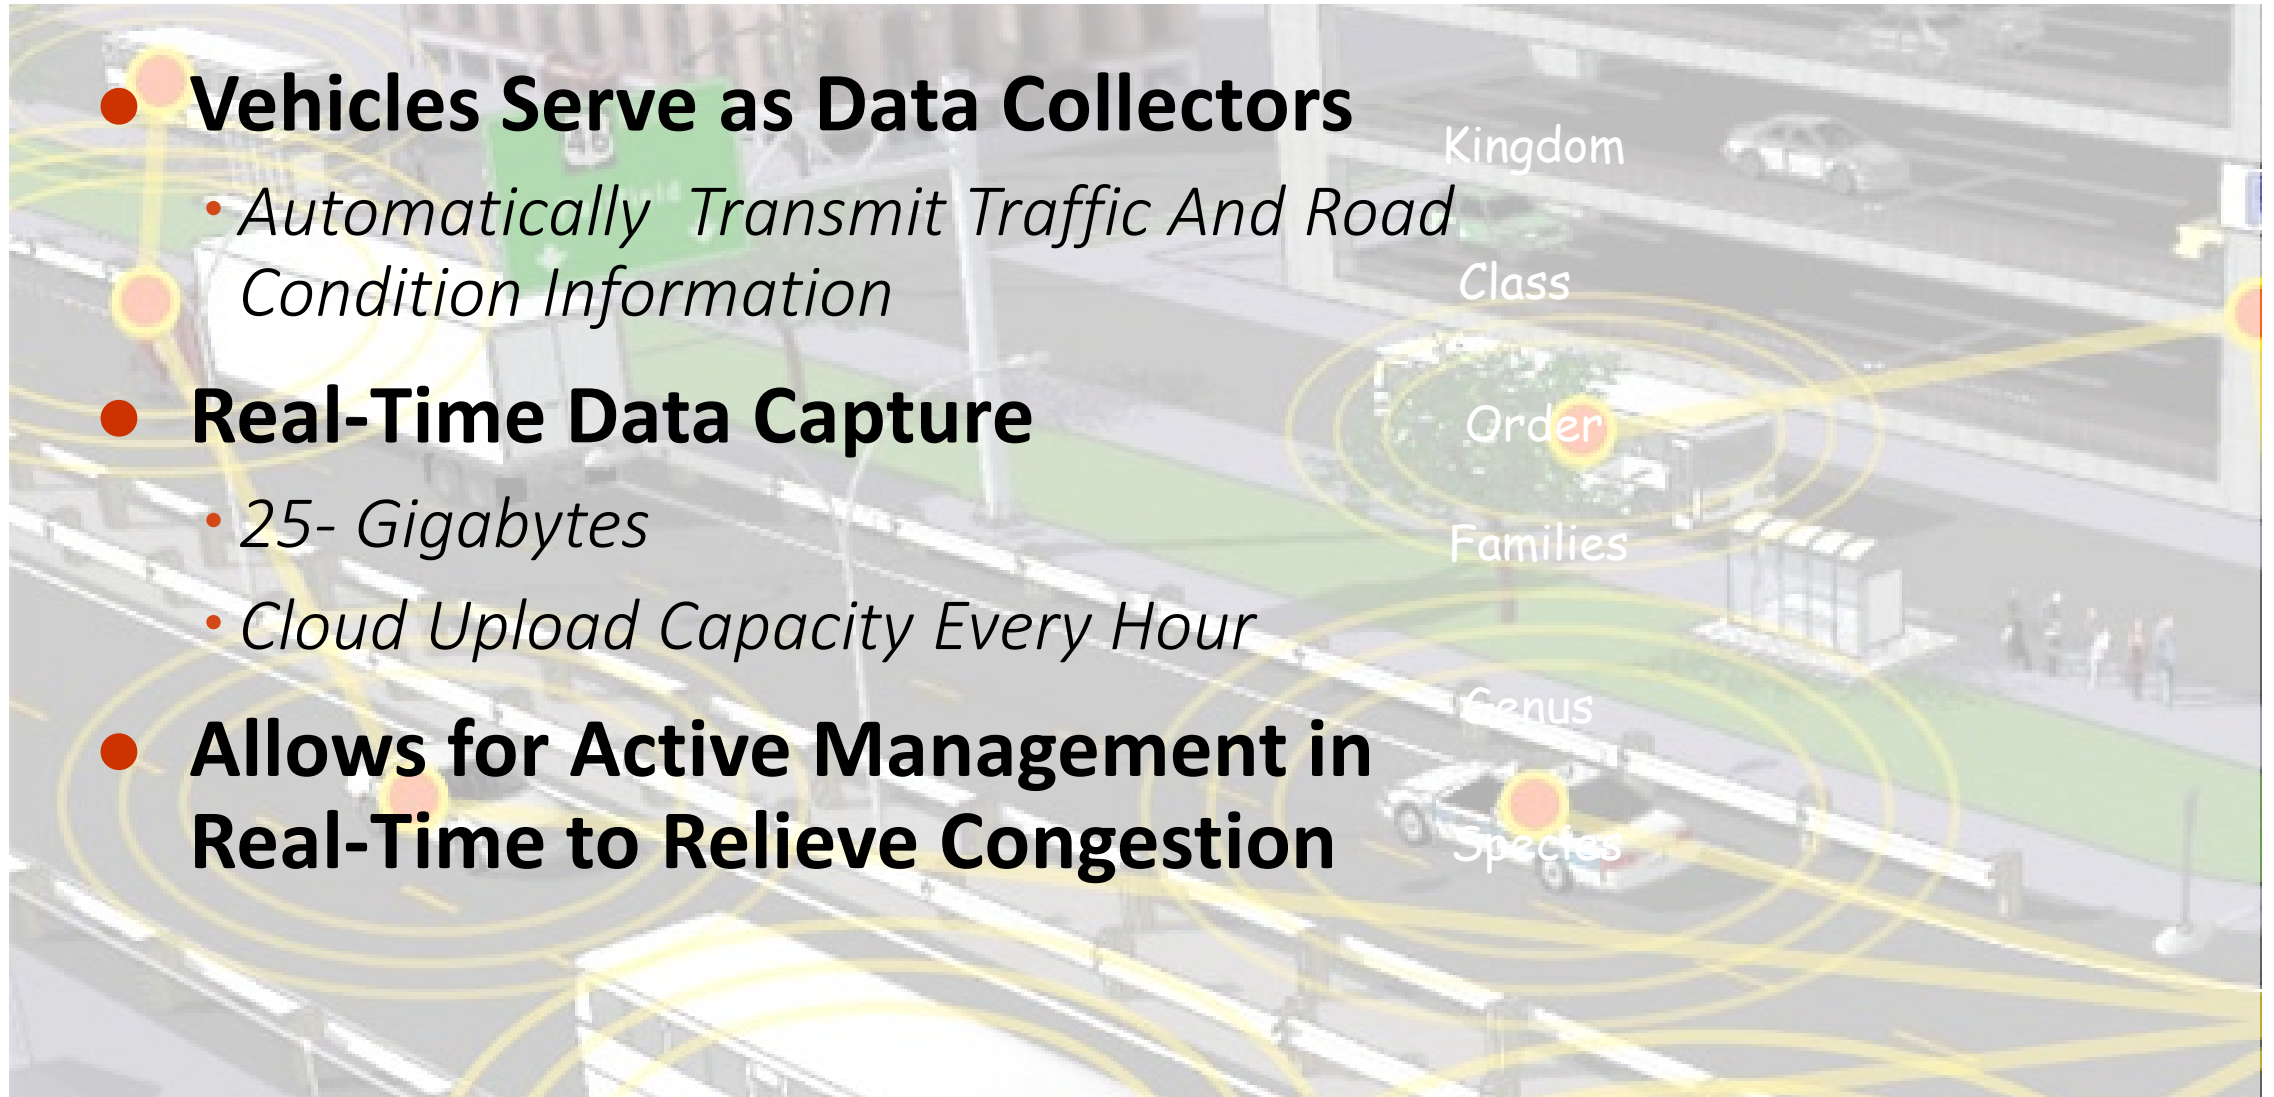 ● Vehicles Serve as Data Collectors
• Automatically  Transmit Traffic And Road
Condition Information
● Real-Time Data Capture
• 25- Gigabytes
• Cloud Upload Capacity Every Hour
● Allows for Active Management in
Real-Time to Relieve Congestion
Kingdom
Class
Order
Families
Genus
Species